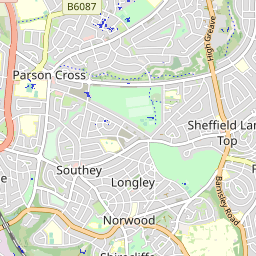 B6087
High Greave
Parson Cross
Sheffield Lan
Top
Southey
Longley
Barnsley Road
Norwood